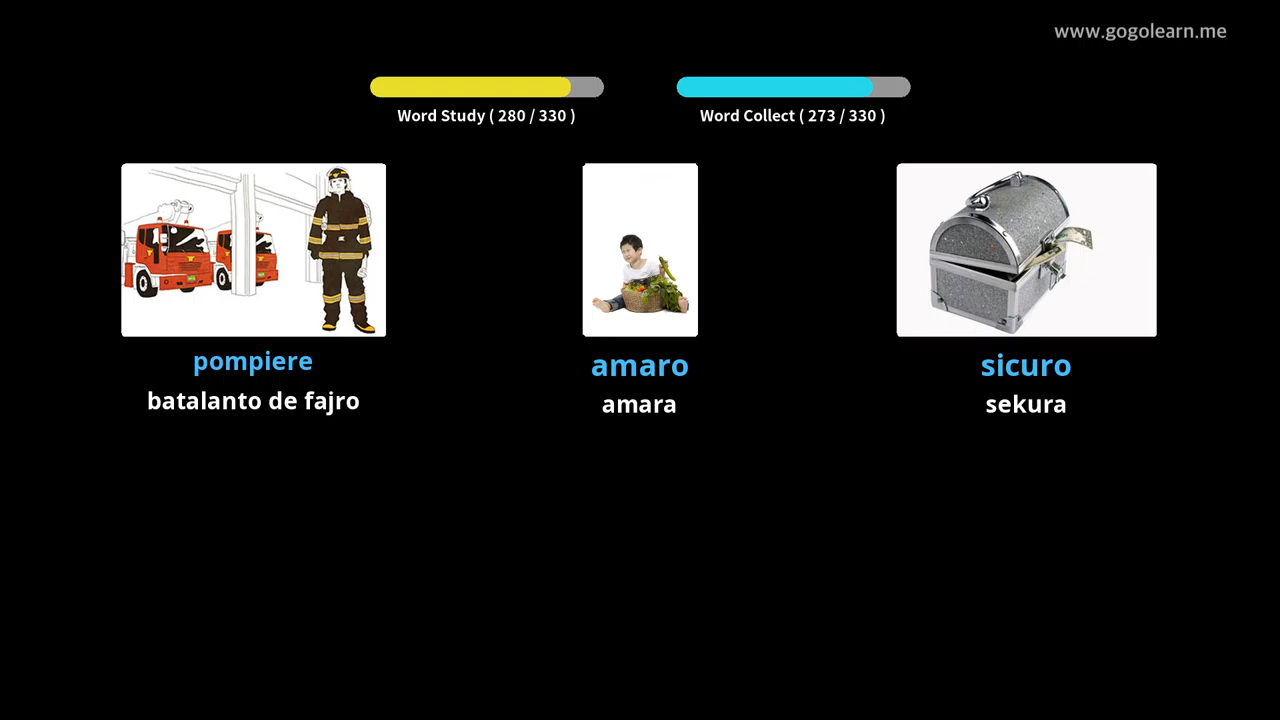 www.gogolearn.me
Word Study ( 280 / 330 )
Word Collect ( 273 / 330 )
pompiere
batalanto de fajro
amaro
amara
sicuro
sekura